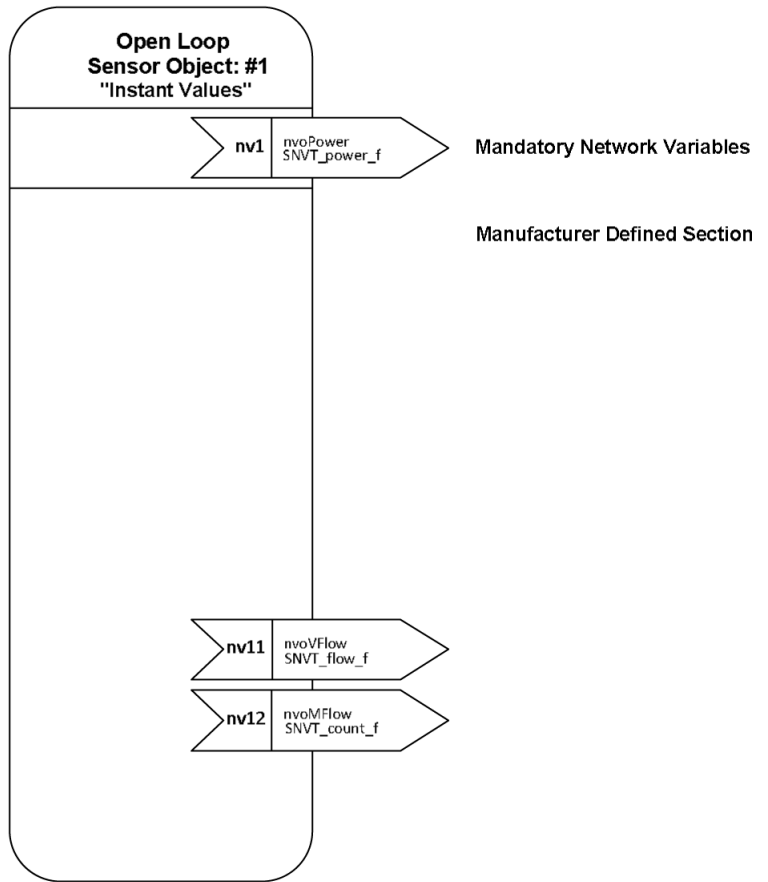 Open Loop
Sensor Object: #1
"Instant Values"
nv1
nvoPower
SNVT_power_f
Mandatory Network Variables
Manufacturer Defined Section
nv11
nvoVFlow
SNVT_flow_f
nv12
nvoMFlow
SNVT_count_f